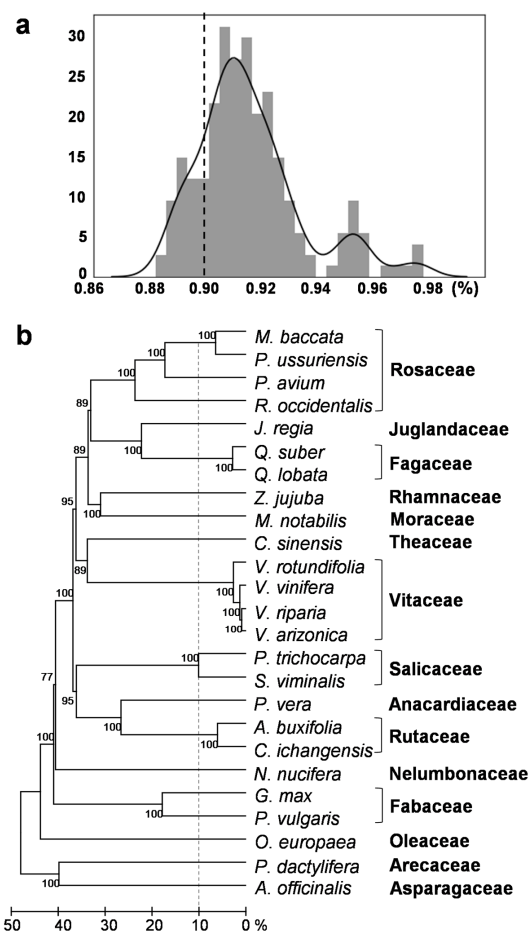 a
30
25
20
15
10
5
0
0.86 0.88 0.90 0.92 0.94 0.96 0.98 (%)
b
100 M. baccata
P. ussuriensis
100 P. avium
100 R. occidentalis
Rosaceae
89
J. regia Juglandaceae
100
Q. suber
100 Q. lobata
Fagaceae
89
Z. jujuba Rhamnaceae
100 M. notabilis Moraceae
95
C. sinensis Theaceae
89
V. rotundifolia
100 V. vinifera
100 V. riparia
100 V. arizonica
Vitaceae
100
100 P. trichocarpa
S. viminalis
Salicaceae
77
95
P. vera Anacardiaceae
100
A. buxifolia
100 C. ichangensis
Rutaceae
100
N. nucifera Nelumbonaceae
G. max
100 P. vulgaris
Fabaceae
O. europaea Oleaceae
P. dactylifera Arecaceae
100 A. officinalis Asparagaceae
50 40 30 20 10 0 %